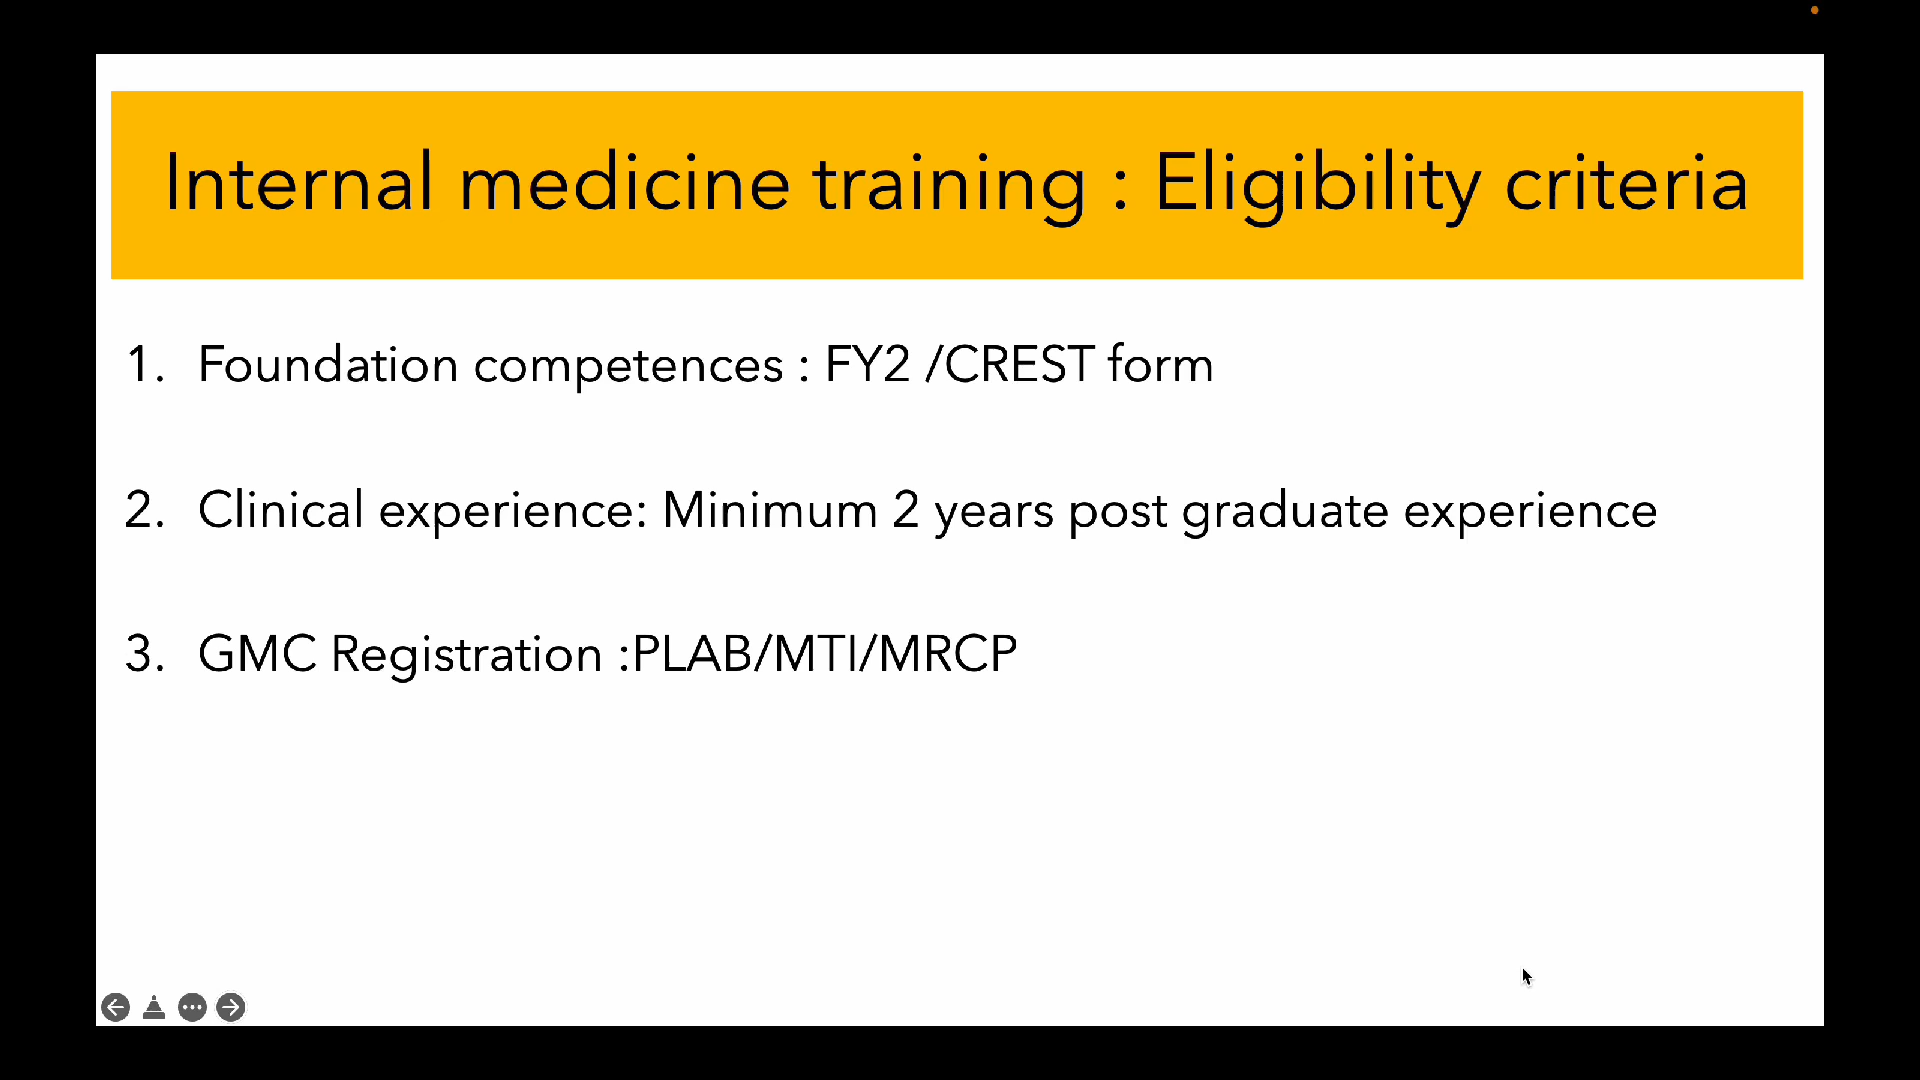 Internal medicine training : Eligibility criteria
1. Foundation competences : FY2 /CREST form
2. Clinical experience: Minimum 2 years post graduate experience
3. GMC Registration :PLAB/MTI/MRCP